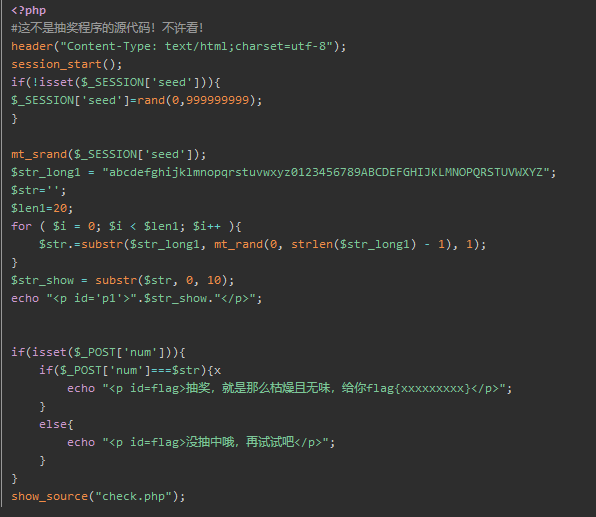 <?php
#这不是抽奖程序的源代码！不许看！
header("Content-Type: text/html;charset=utf-8");
session_start();
if(!isset($_SESSION['seed'])){
$_SESSION['seed']=rand(0,999999999);
}
mt_srand($_SESSION['seed']);
$str_long1 = "abcdefghijklmnopqrstuvwxyz0123456789ABCDEFGHIJKLMNOPQRSTUVWXYZ";
$str='';
$len1=20;
for ( $i = 0; $i < $len1; $i++ ){
    $str.=substr($str_long1, mt_rand(0, strlen($str_long1) - 1), 1);
}
$str_show = substr($str, 0, 10);
echo "<p id='p1'>".$str_show."</p>";
if(isset($_POST['num'])){
    if($_POST['num']===$str){x
        echo "<p id=flag>抽奖，就是那么枯燥且无味，给你flag{xxxxxxxxx}</p>";
    }
    else{
        echo "<p id=flag>没抽中哦，再试试吧</p>";
    }
}
show_source("check.php");